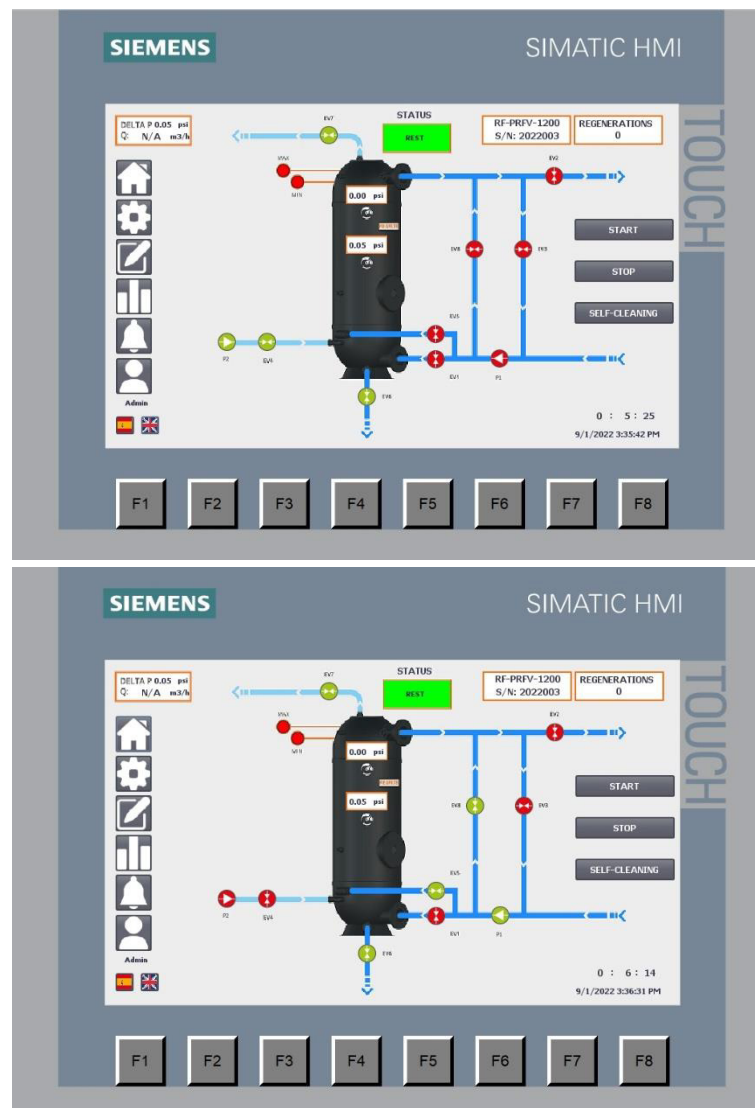 SIEMENS
SIMATIC HMI
TOUCH
DELTA P 0.05 psi
Q: N/A m3/h
EV7
STATUS
REST
RF-PRFV-1200
S/N: 2022003
REGENERATIONS
0
MAX
MIN
EV2
0.00 psi
0.05 psi
EV8
EV3
START
STOP
SELF-CLEANING
EV5
P2
EV4
EV1
P1
EV6
Admin
0 : 5 : 25
9/1/2022 3:35:42 PM
F1 F2 F3 F4 F5 F6 F7 F8
SIEMENS
SIMATIC HMI
TOUCH
DELTA P 0.05 psi
Q: N/A m3/h
EV7
STATUS
REST
RF-PRFV-1200
S/N: 2022003
REGENERATIONS
0
MAX
MIN
EV2
0.00 psi
0.05 psi
EV8
EV3
START
STOP
SELF-CLEANING
EV5
P2
EV4
EV1
P1
EV6
Admin
0 : 6 : 14
9/1/2022 3:36:31 PM
F1 F2 F3 F4 F5 F6 F7 F8